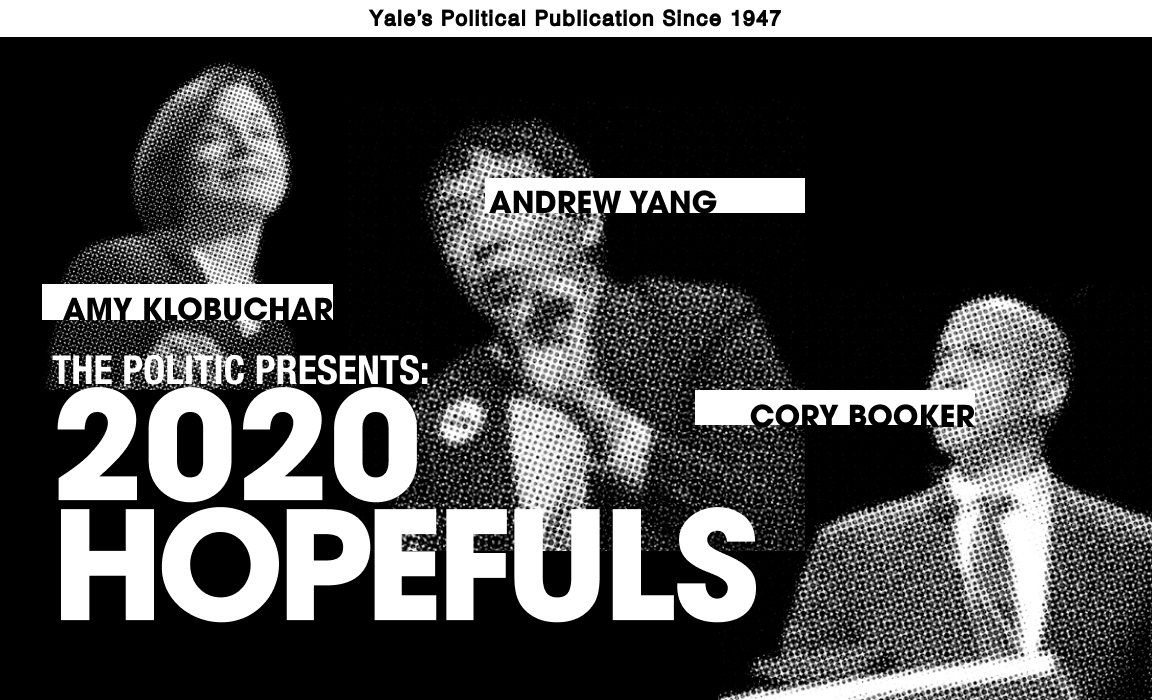 Yale's Political Publication Since 1947
ANDREW YANG
AMY KLOBUCHAR
THE POLITIC PRESENTS:
CORY BOOKER
2020
HOPEFULS